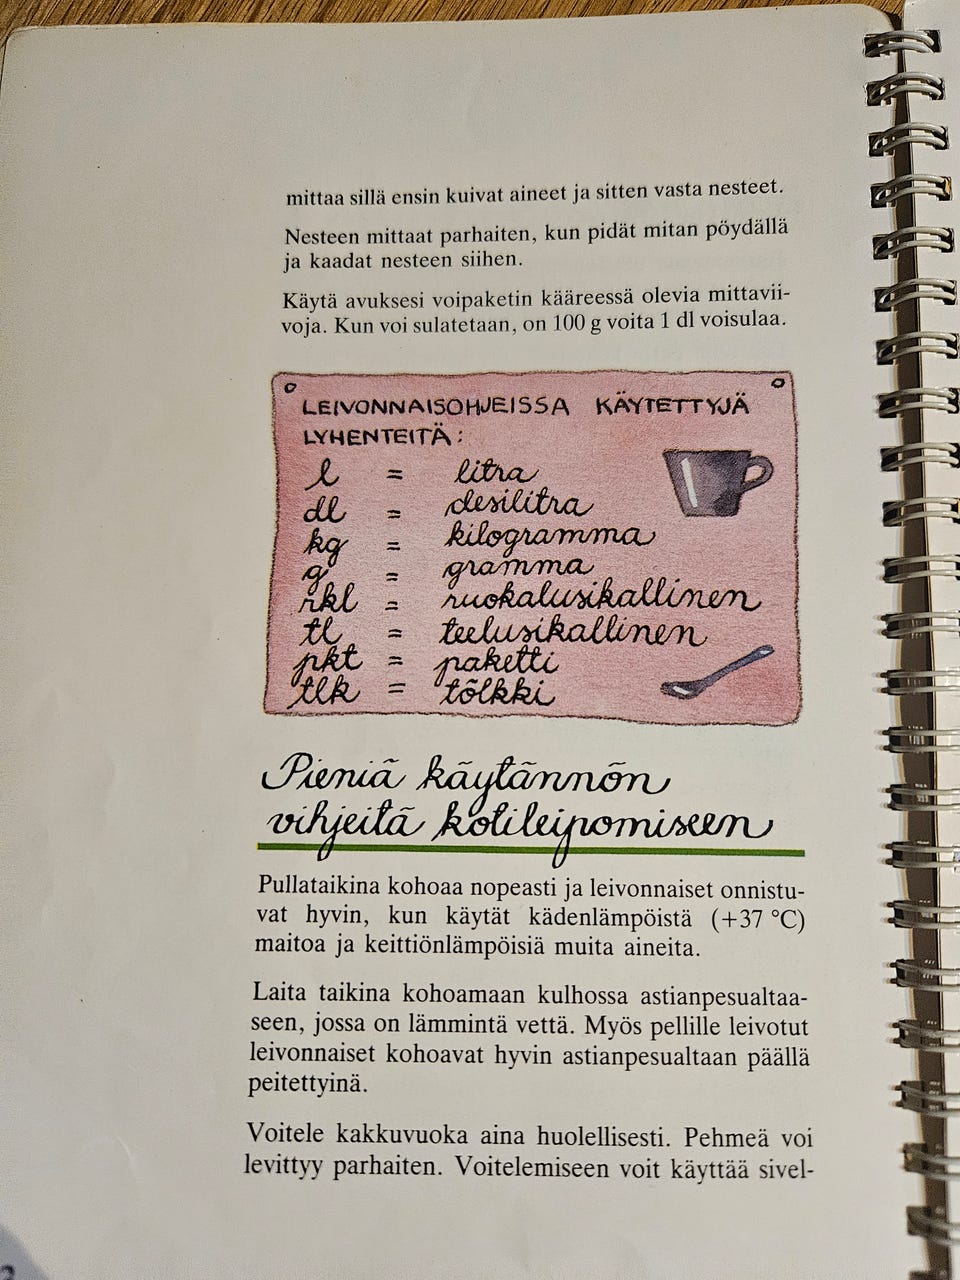 mittaa sillä ensin kuivat aineet ja sitten vasta nesteet.
Nesteen mittaat parhaiten, kun pidät mitan pöydällä
ja kaadat nesteen siihen.
Käytä avuksesi voipaketin kääreessä olevia mittavii-
voja. Kun voi sulatetaan, on 100 g voita 1 dl voisulaa.
LEIVONNAISOHJEISSA KÄYTETTYJÄ
LYHENTEITÄ:
l = litra
dl = desilitra
kg = kilogramma
g = gramma
rkl = ruokalusikallinen
tl = teelusikallinen
pkt = paketti
tlk = tölkki
Pieniä käytännön
vihjeitä kotileipomiseen
Pullataikina kohoaa nopeasti ja leivonnaiset onnistu-
vat hyvin, kun käytät kädenlämpöistä (+37 °C)
maitoa ja keittiönlämpöisiä muita aineita.
Laita taikina kohoamaan kulhossa astianpesualtaa-
seen, jossa on lämmintä vettä. Myös pellille leivotut
leivonnaiset kohoavat hyvin astianpesualtaan päällä
peitettyinä.
Voitele kakkuvuoka aina huolellisesti. Pehmeä voi
levittyy parhaiten. Voitelemiseen voit käyttää sivel-